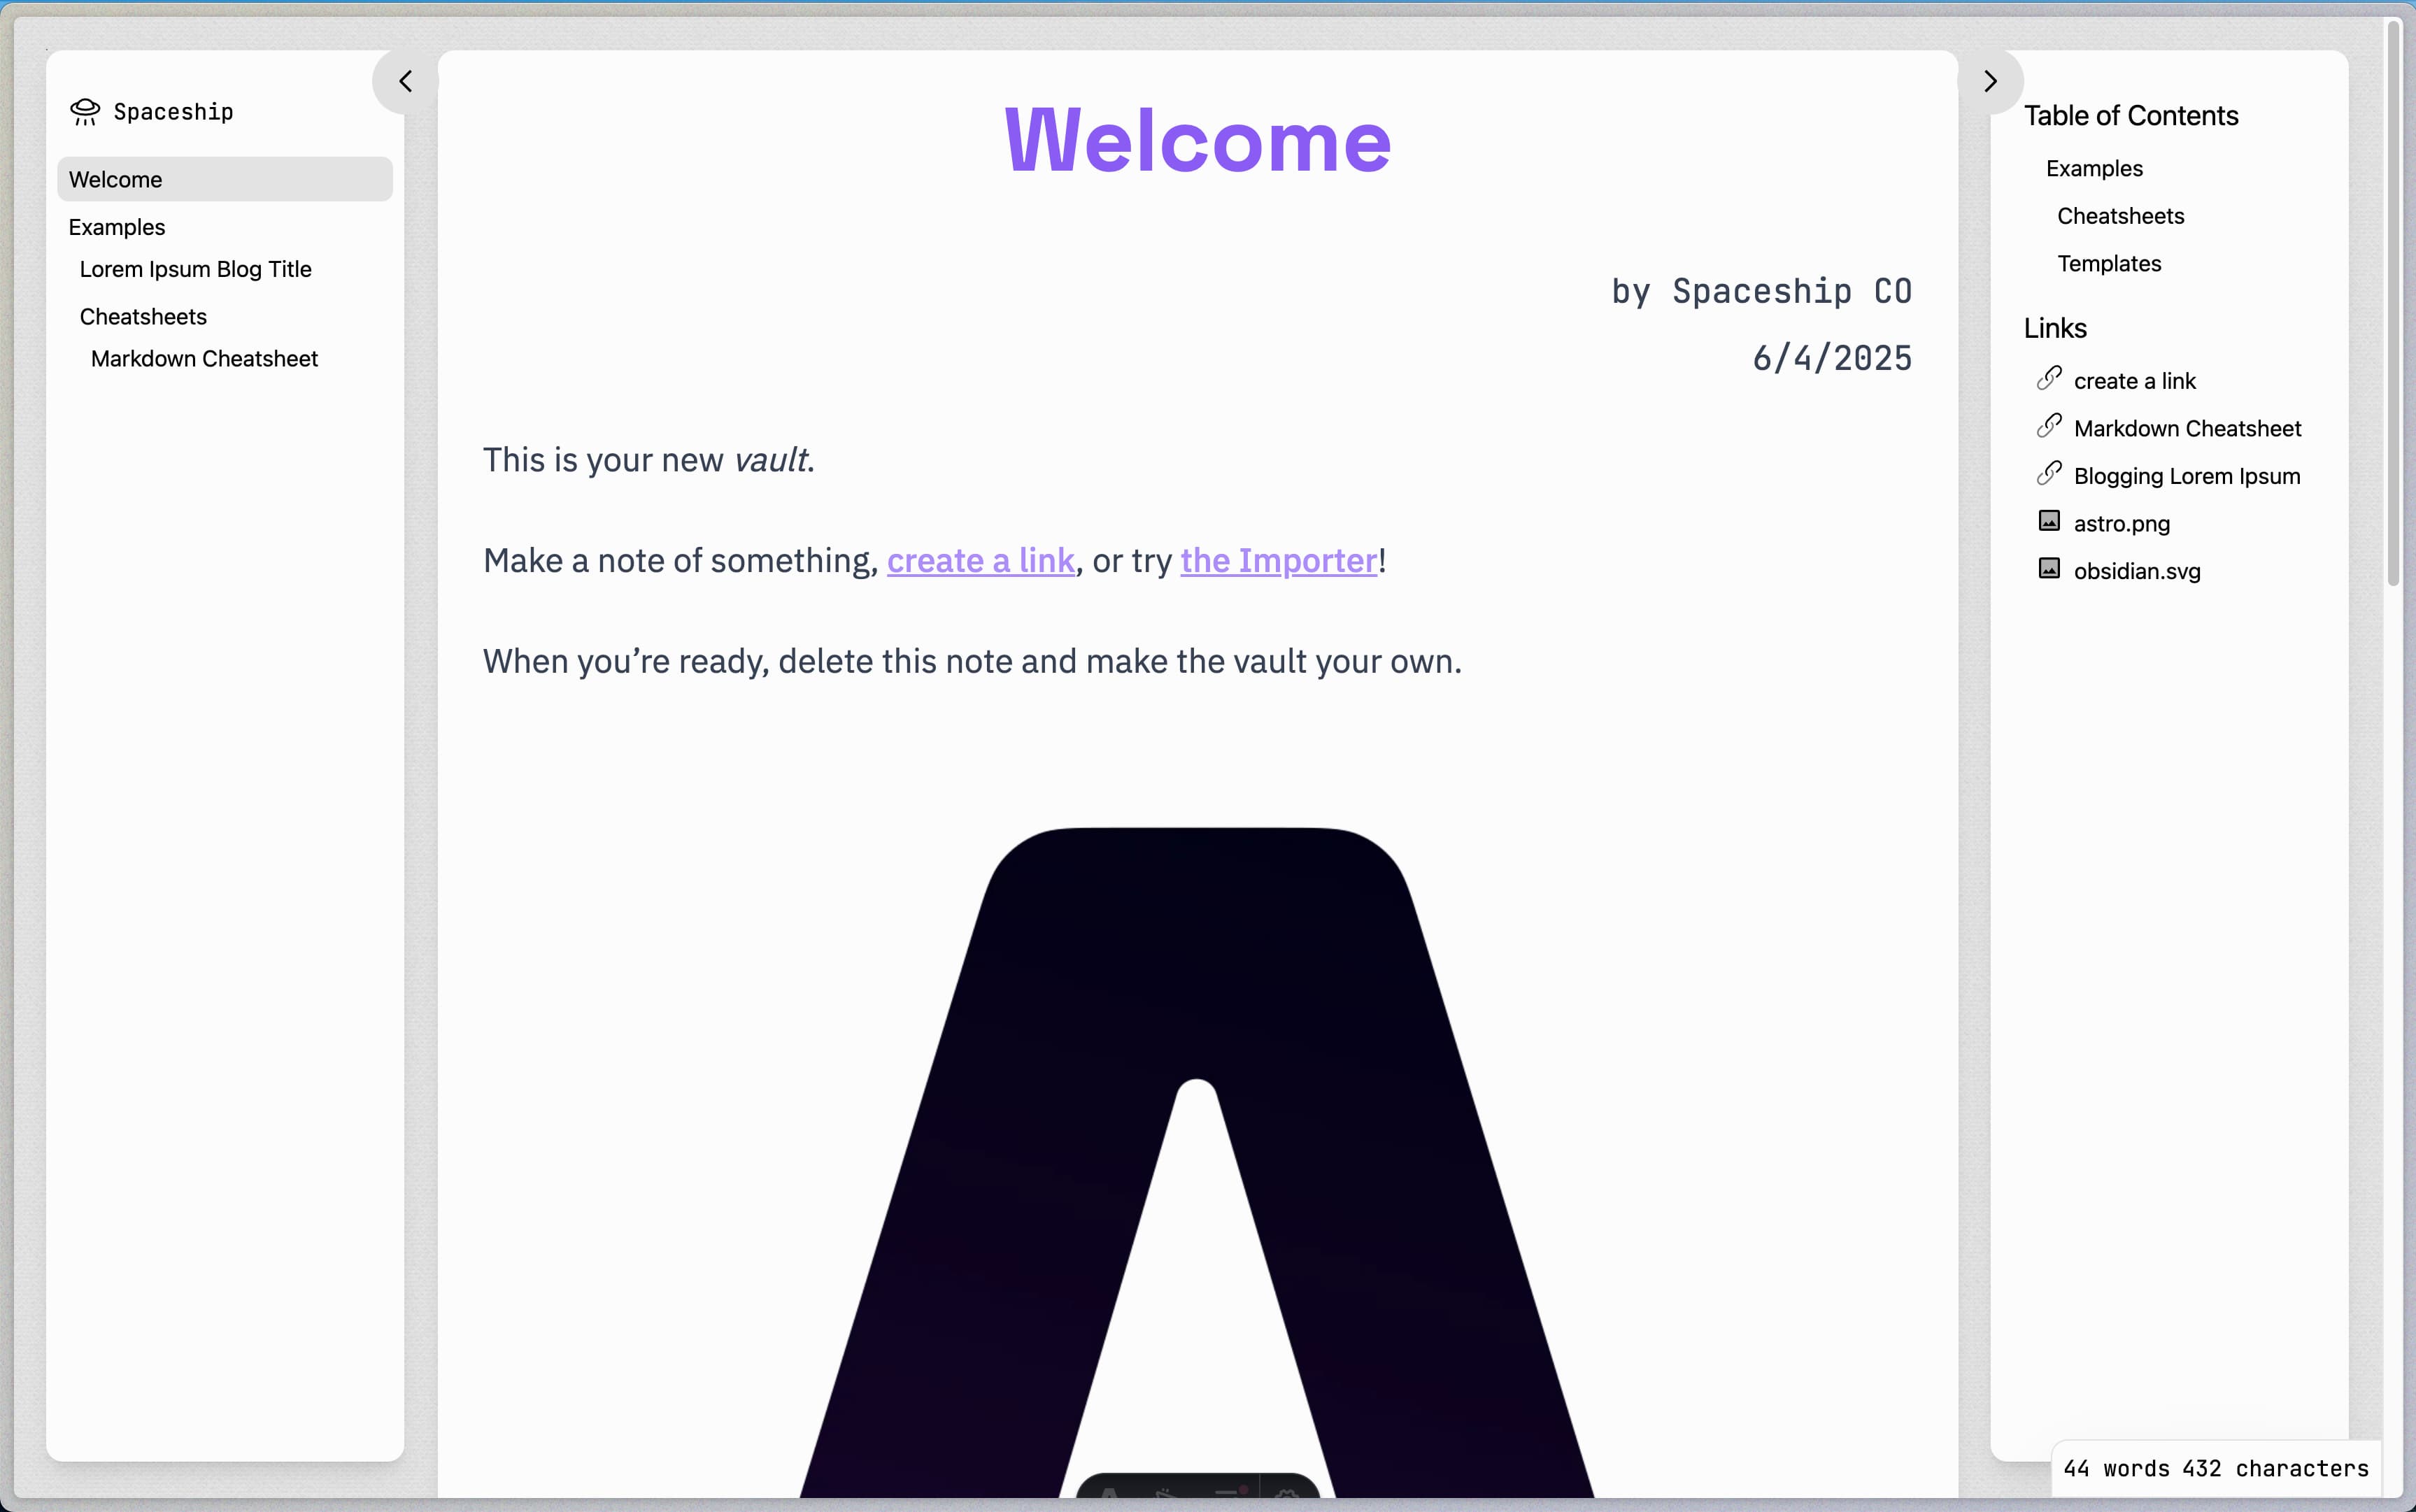 Spaceship
Welcome
Examples
Lorem Ipsum Blog Title
Cheatsheets
Markdown Cheatsheet
Welcome
by Spaceship CO
6/4/2025
This is your new vault.
Make a note of something, create a link, or try the Importer!
When you’re ready, delete this note and make the vault your own.
Table of Contents
Examples
Cheatsheets
Templates
Links
create a link
Markdown Cheatsheet
Blogging Lorem Ipsum
astro.png
obsidian.svg
44 words 432 characters